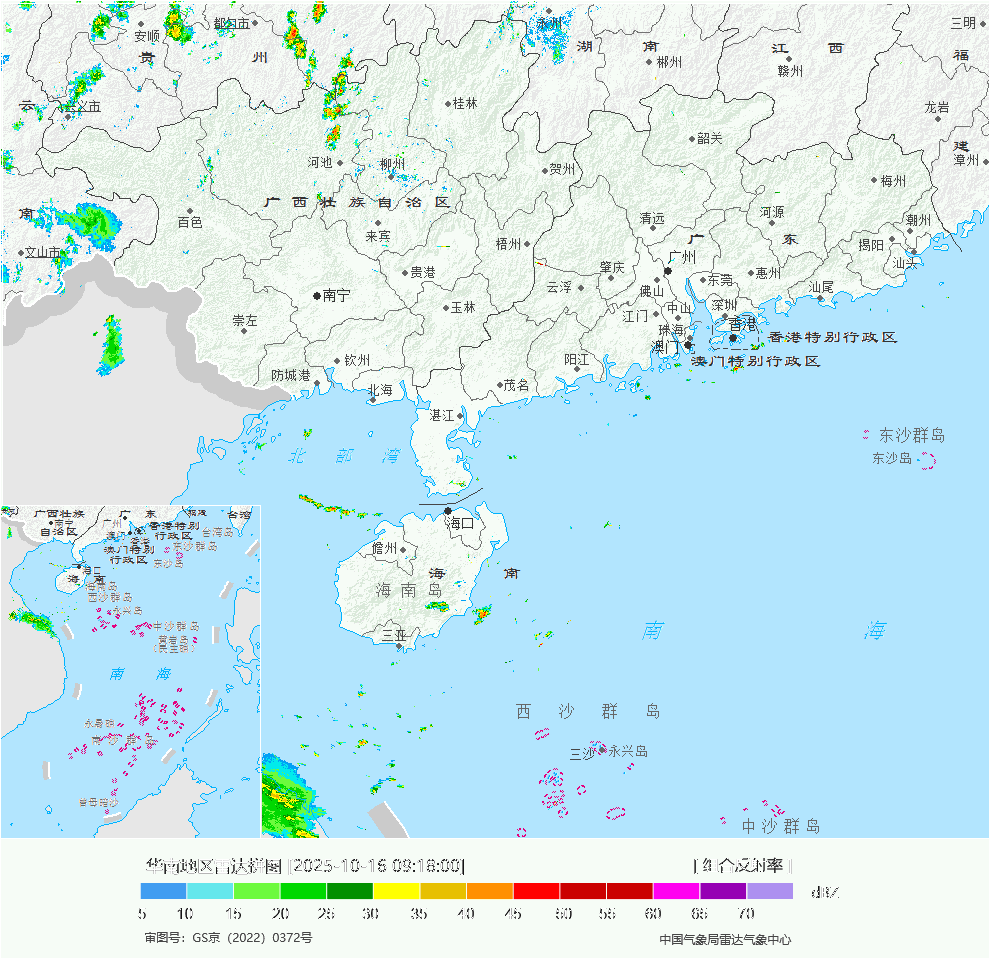 永州
都匀市
安顺
三明
贵
州
湖
南
江
西
福
郴州
赣州
云
兴义市
桂林
龙岩
韶关
建
河池
柳州
贺州
漳州
梅州
广西壮族自治区
南
百色
来宾
清远
河源
潮州
文山市
梧州
广
东
揭阳
广州
汕头
贵港
肇庆
惠州
南宁
云浮
佛山
东莞
汕尾
玉林
江门
中山
深圳
崇左
珠海
香港
香港特别行政区
澳门
澳门特别行政区
钦州
阳江
防城港
北海
茂名
湛江
东沙群岛
北部湾
东沙岛
海口
儋州
海
南
海南岛
三亚
南
海
西沙群岛
三沙
永兴岛
中沙群岛
广西壮族
自治区
南宁
广
东
广州
福建
台湾
香港特别
行政区
澳门
香港
台湾岛
澳门特别
行政区
东沙群岛
东沙岛
海口
海
南
海南岛
西沙群岛
永兴岛
中沙群岛
黄岩岛
(民主礁)
南
海
永暑礁
南沙群岛
曾母暗沙
华南地区雷达拼图 [2025-10-16 09:18:00]
[组合反射率]
5 10 15 20 25 30 35 40 45 50 55 60 65 70
dBZ
审图号：GS京（2022）0372号
中国气象局雷达气象中心